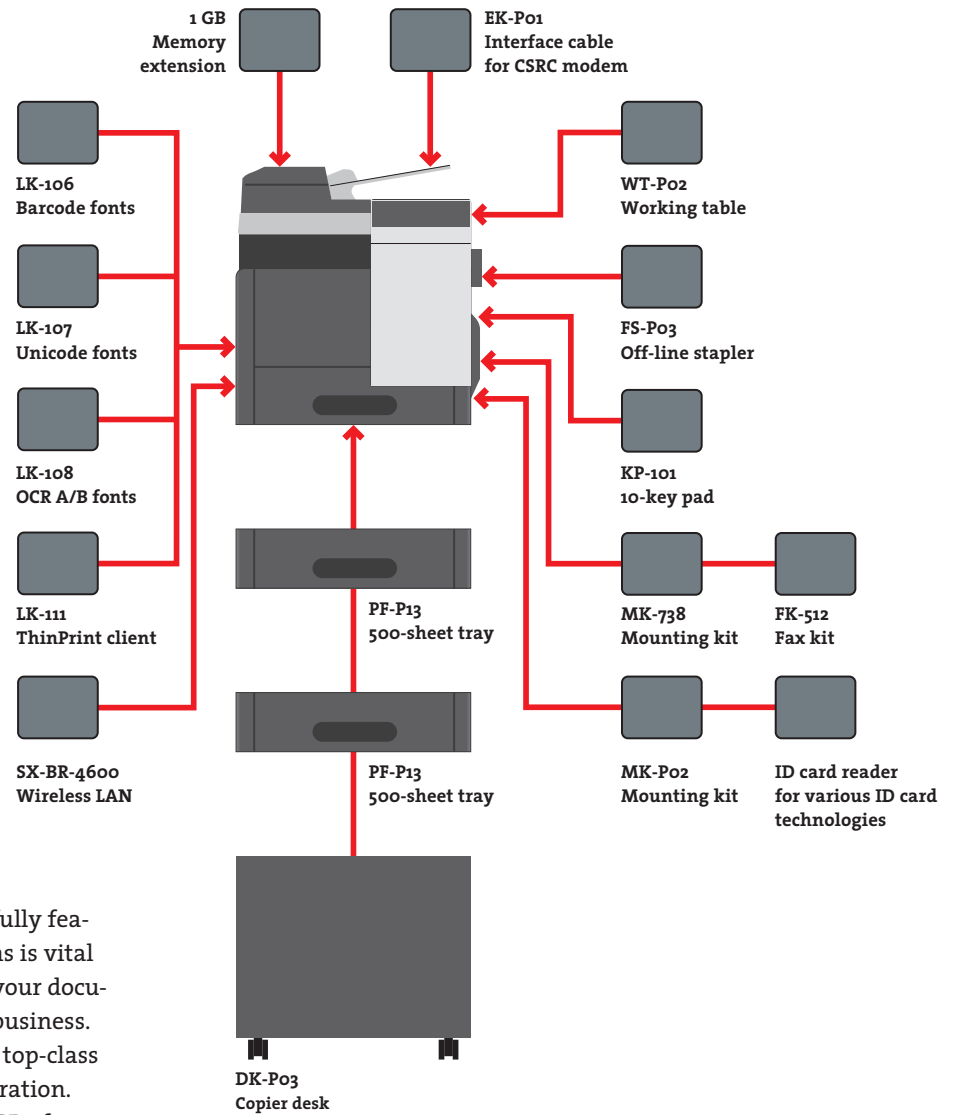 1 GB
Memory
extension
EK-P01
Interface cable
for CSRC modem
LK-106
Barcode fonts
WT-P02
Working table
LK-107
Unicode fonts
FS-P03
Off-line stapler
LK-108
OCR A/B fonts
KP-101
10-key pad
LK-111
ThinPrint client
PF-P13
500-sheet tray
MK-738
Mounting kit
FK-512
Fax kit
SX-BR-4600
Wireless LAN
PF-P13
500-sheet tray
MK-P02
Mounting kit
ID card reader
for various ID card
technologies
fully fea-
ns is vital
your docu-
business.
top-class
ration.
DK-P03
Copier desk